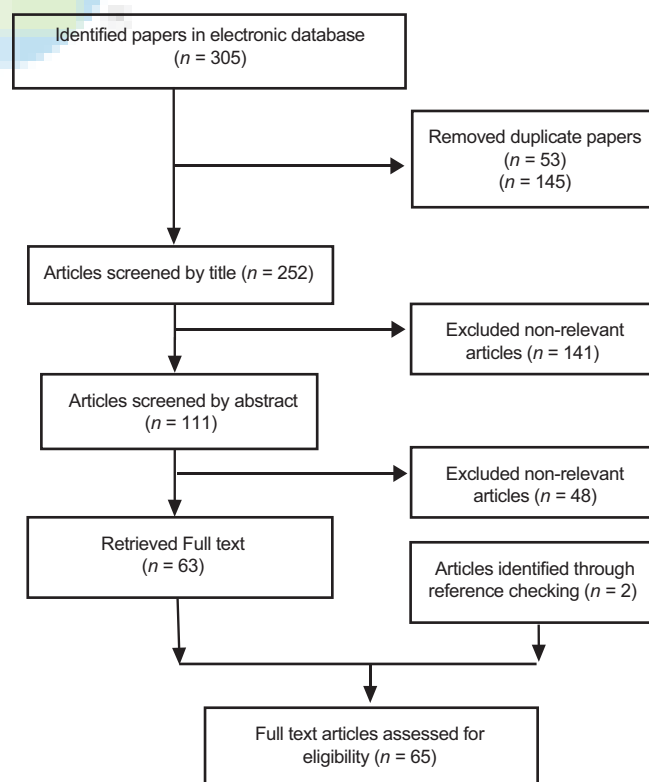 Identified papers in electronic database
(n = 305)
Removed duplicate papers
(n = 53)
(n = 145)
Articles screened by title (n = 252)
Excluded non-relevant
articles (n = 141)
Articles screened by abstract
(n = 111)
Excluded non-relevant
articles (n = 48)
Retrieved Full text
(n = 63)
Articles identified through
reference checking (n = 2)
Full text articles assessed for
eligibility (n = 65)